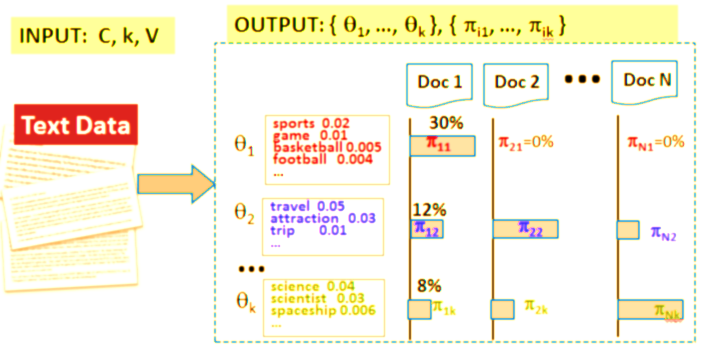 INPUT: C, k, V
OUTPUT: { θ1, ..., θk }, { πi1, ..., πik }
Text Data
Doc 1
Doc 2
•••
Doc N
θ1
sports 0.02
game 0.01
basketball 0.005
football 0.004
...
30%
π11
π21=0%
πN1=0%
θ2
travel 0.05
attraction 0.03
trip 0.01
...
12%
π12
π22
πN2
•••
θk
science 0.04
scientist 0.03
spaceship 0.006
...
8%
π1k
π2k
πNk